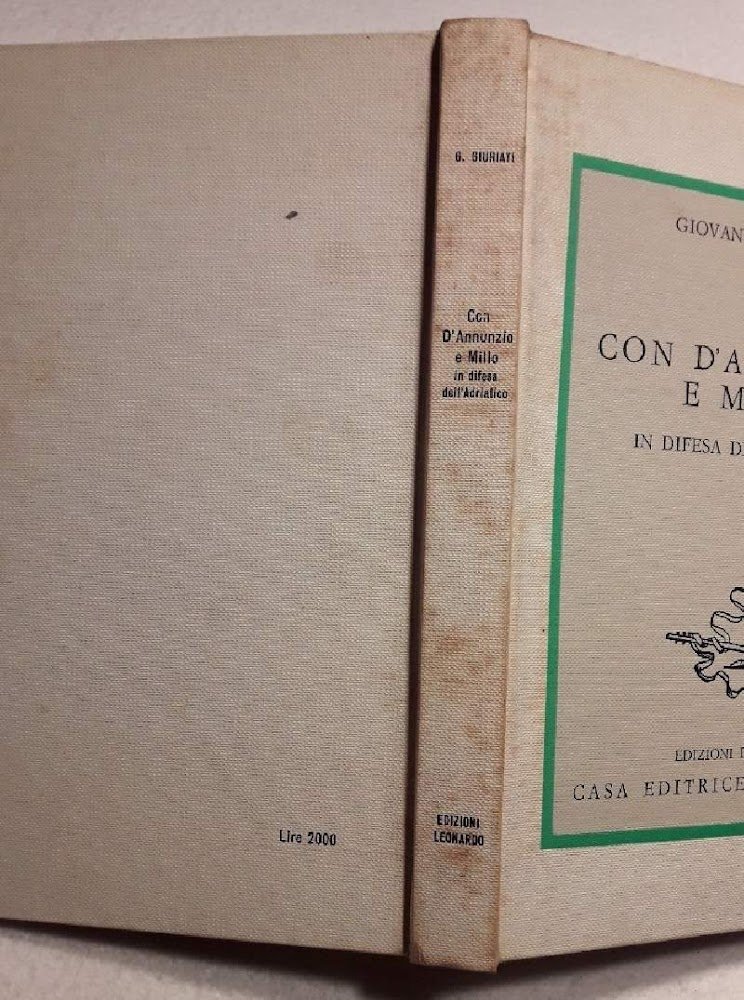 Lire 2000
G. GIURIATI
Con
D'Annunzio
e Millo
in difesa
dell'Adriatico
EDIZIONI
LEONARDO
GIOVAN
CON D'A
E M
IN DIFESA DE
EDIZIONI
CASA EDITRICE